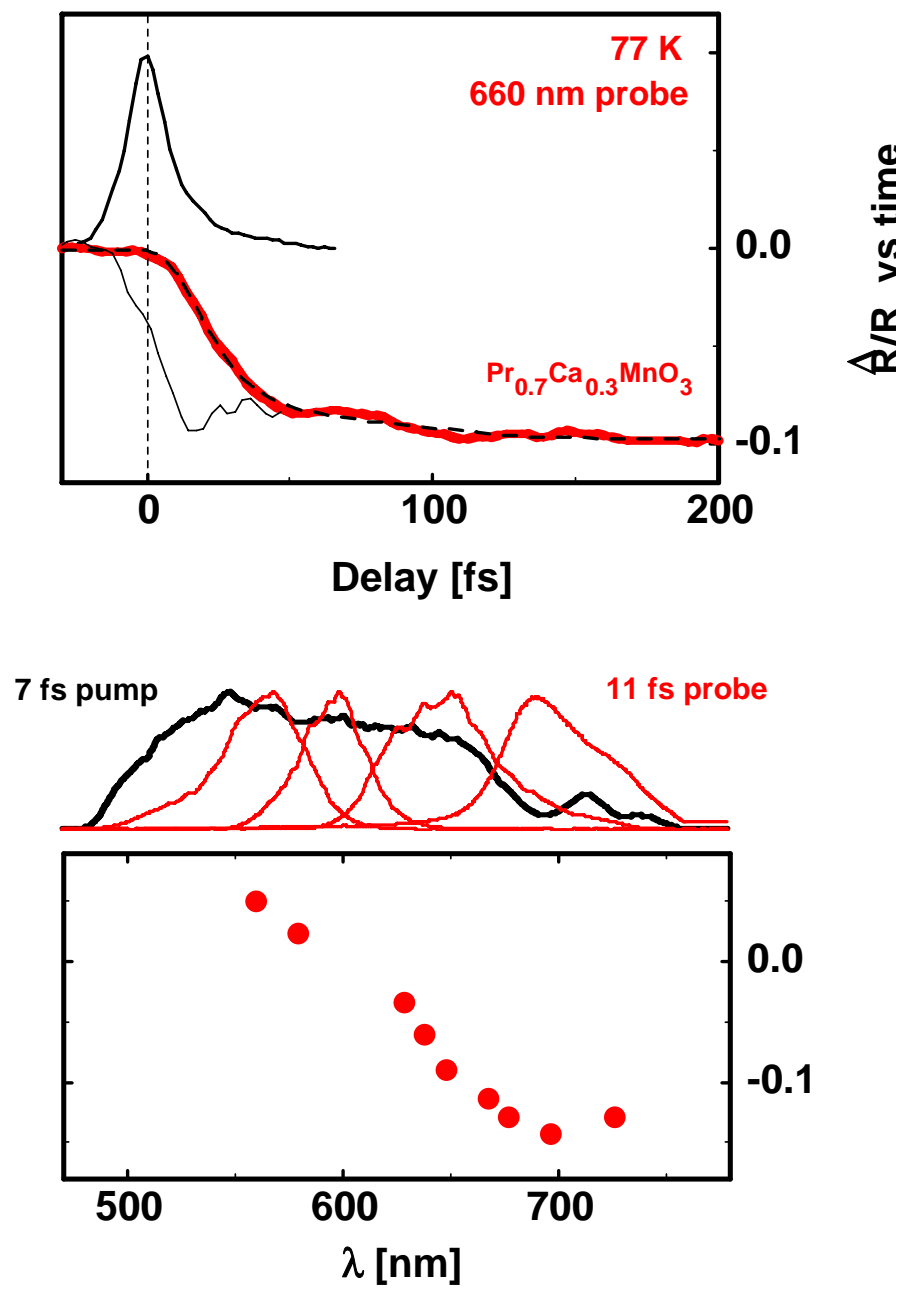 77 K
660 nm probe
0.0
ΔR/R vs time
Pr0.7Ca0.3MnO3
-0.1
0 100 200
Delay [fs]
7 fs pump 11 fs probe
0.0
-0.1
500 600 700
λ [nm]